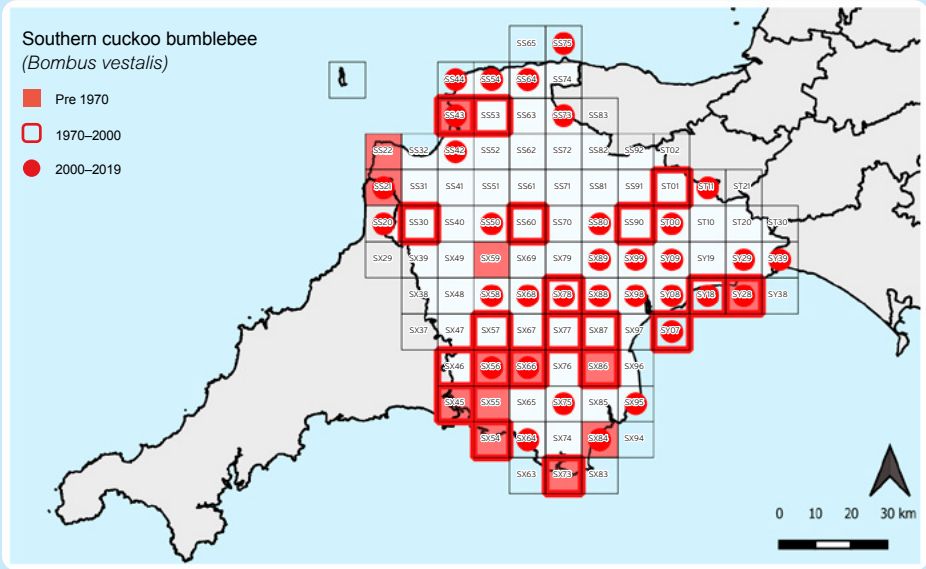 Southern cuckoo bumblebee
(Bombus vestalis)
Pre 1970
1970–2000
2000–2019
SS65 SS75
SS44 SS54 SS64 SS74
SS43 SS53 SS63 SS73 SS83
SS22 SS32 SS42 SS52 SS62 SS72 SS82 SS92 ST02
SS21 SS31 SS41 SS51 SS61 SS71 SS81 SS91 ST01 ST11 ST21
SS20 SS30 SS40 SS50 SS60 SS70 SS80 SS90 ST00 ST10 ST20 ST30
SX29 SX39 SX49 SX59 SX69 SX79 SX89 SX99 SY09 SY19 SY29 SY39
SX38 SX48 SX58 SX68 SX78 SX88 SX98 SY08 SY18 SY28 SY38
SX37 SX47 SX57 SX67 SX77 SX87 SX97 SY07
SX46 SX56 SX66 SX76 SX86 SX96
SX45 SX55 SX65 SX75 SX85 SX95
SX54 SX64 SX74 SX84 SX94
SX63 SX73 SX83
0 10 20 30 km